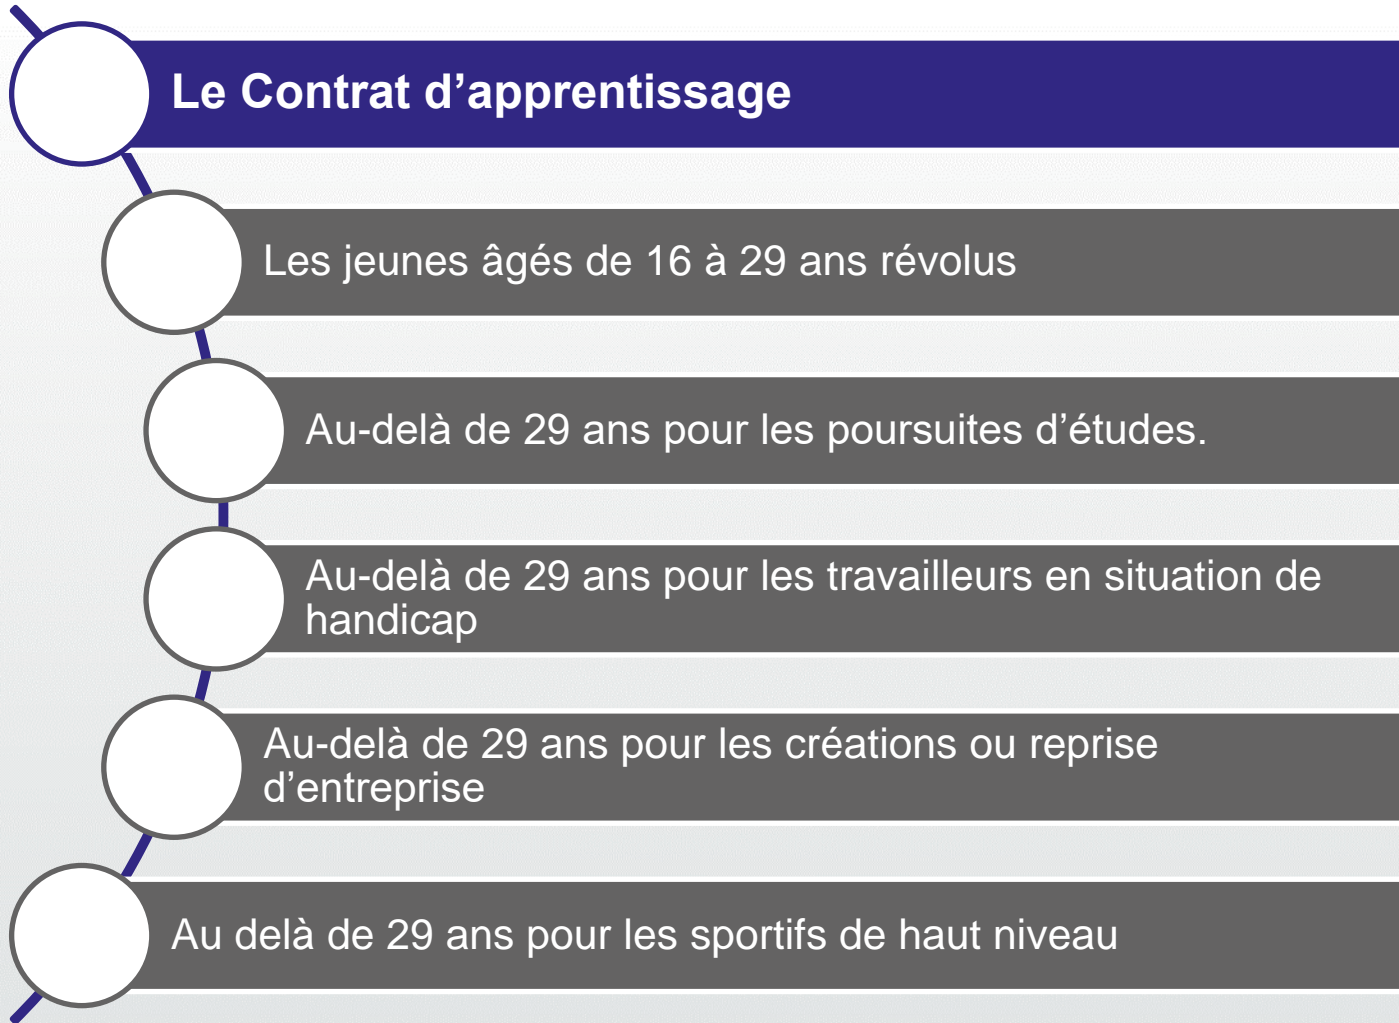 Le Contrat d’apprentissage
Les jeunes âgés de 16 à 29 ans révolus
Au-delà de 29 ans pour les poursuites d’études.
Au-delà de 29 ans pour les travailleurs en situation de
handicap
Au-delà de 29 ans pour les créations ou reprise
d’entreprise
Au delà de 29 ans pour les sportifs de haut niveau